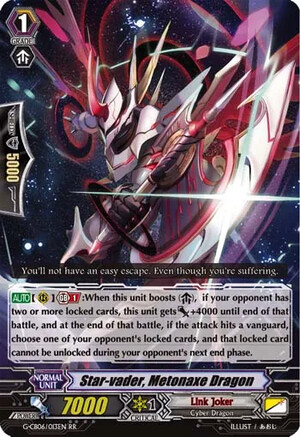 1
GRADE
5000
You'll not have an easy escape. Even though you're suffering.
AUTO GB 1 :When this unit boosts ( ), if your opponent has
two or more locked cards, this unit gets +4000 until end of that
battle, and at the end of that battle, if the attack hits a vanguard,
choose one of your opponent's locked cards, and that locked card
cannot be unlocked during your opponent's next end phase.
NORMAL
UNIT
Star-vader, Metonaxe Dragon
POWER
7000
1
CRITICAL
Link Joker
Cyber Dragon
G-CB06/013EN RR
ILLUST /